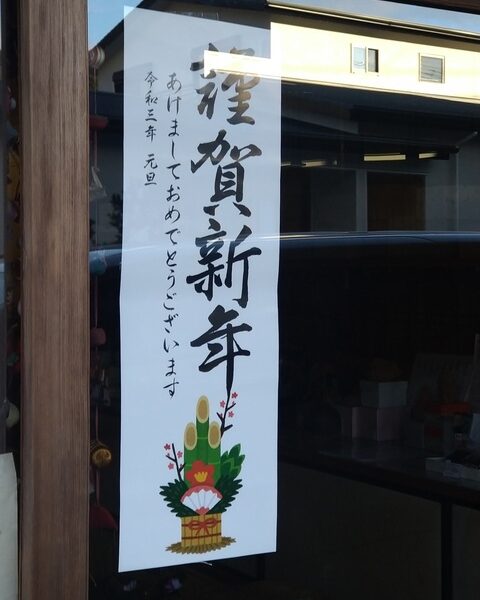 謹賀新年
あけましておめでとうございます
令和三年 元旦